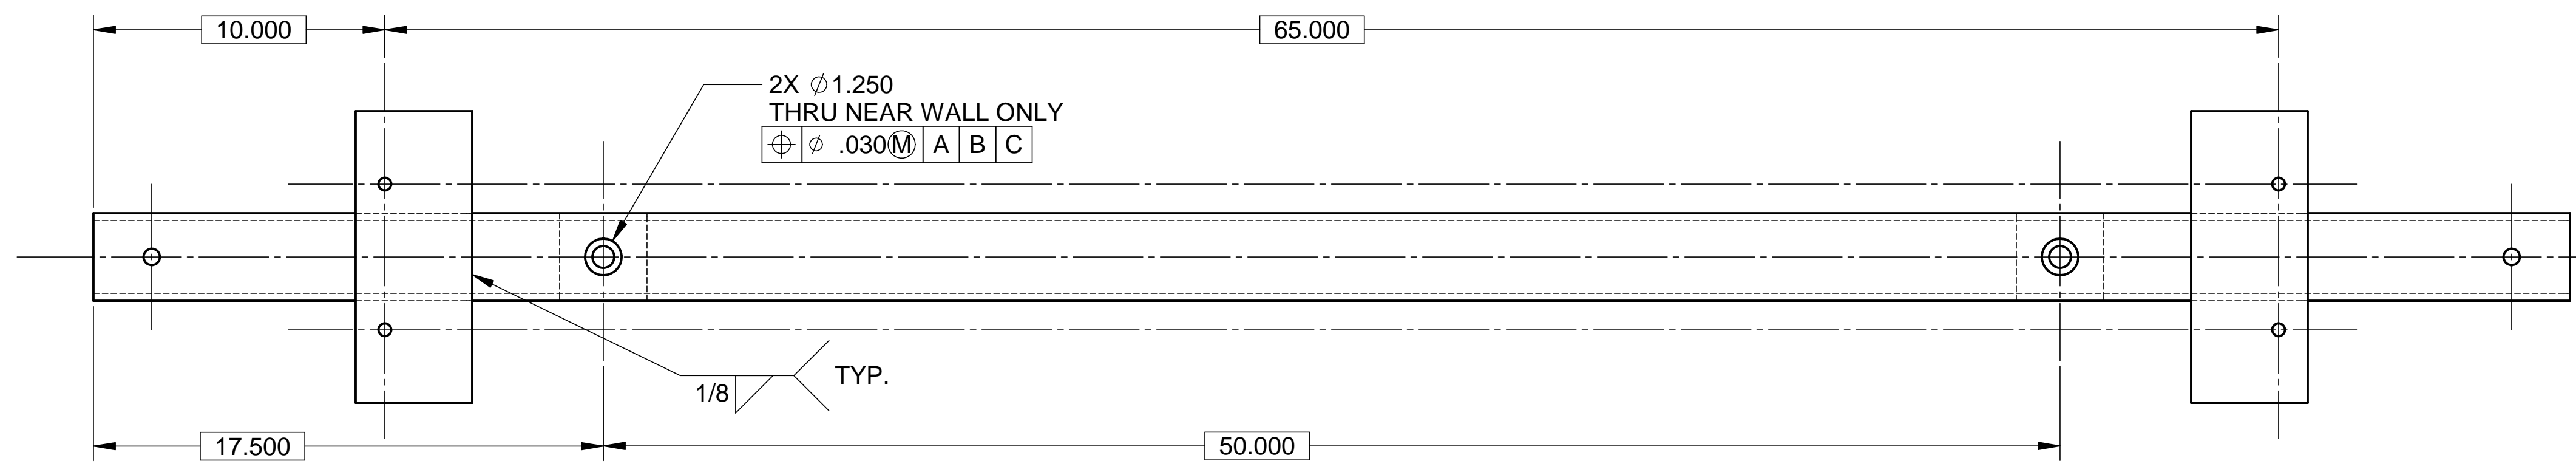 10.000
65.000
2X ∅1.250
THRU NEAR WALL ONLY
⌖ ∅ .030Ⓜ A B C
1/8
TYP.
17.500
50.000